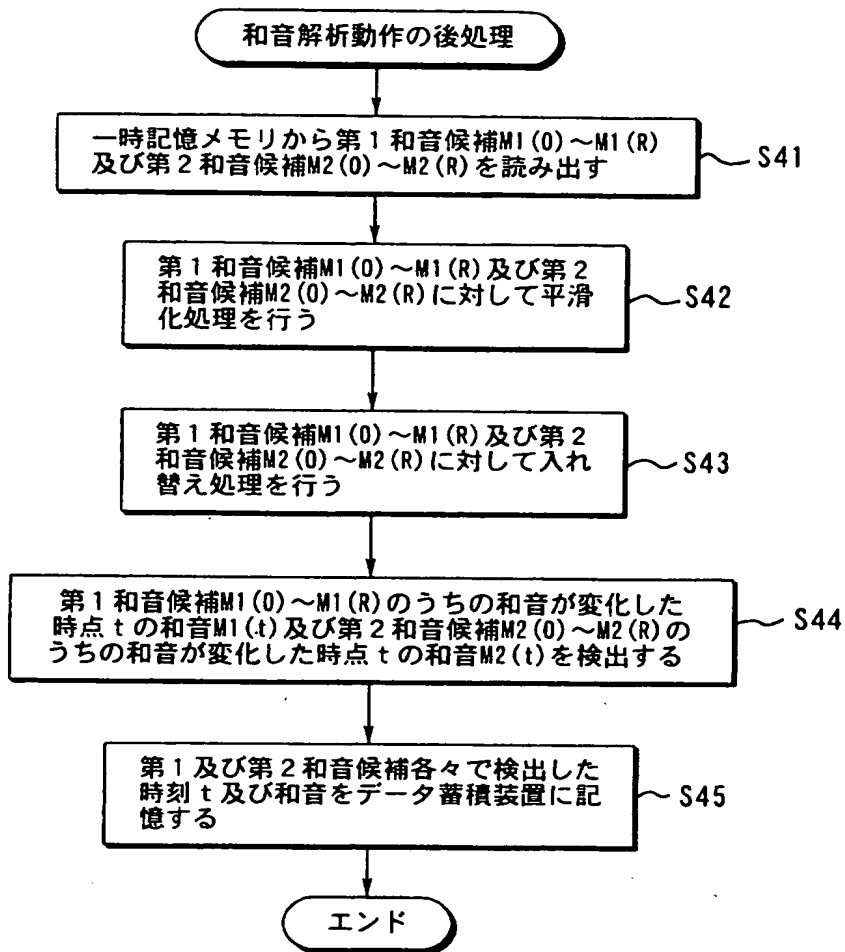 和音解析動作の後処理
一時記憶メモリから第1和音候補M1(0)～M1(R)
及び第2和音候補M2(0)～M2(R)を読み出す
S41
第1和音候補M1(0)～M1(R)及び第2
和音候補M2(0)～M2(R)に対して平滑
化処理を行う
S42
第1和音候補M1(0)～M1(R)及び第2
和音候補M2(0)～M2(R)に対して入れ
替え処理を行う
S43
第1和音候補M1(0)～M1(R)のうちの和音が変化した
時点tの和音M1(t)及び第2和音候補M2(0)～M2(R)の
うちの和音が変化した時点tの和音M2(t)を検出する
S44
第1及び第2和音候補各々で検出した
時刻t及び和音をデータ蓄積装置に記
憶する
S45
エンド